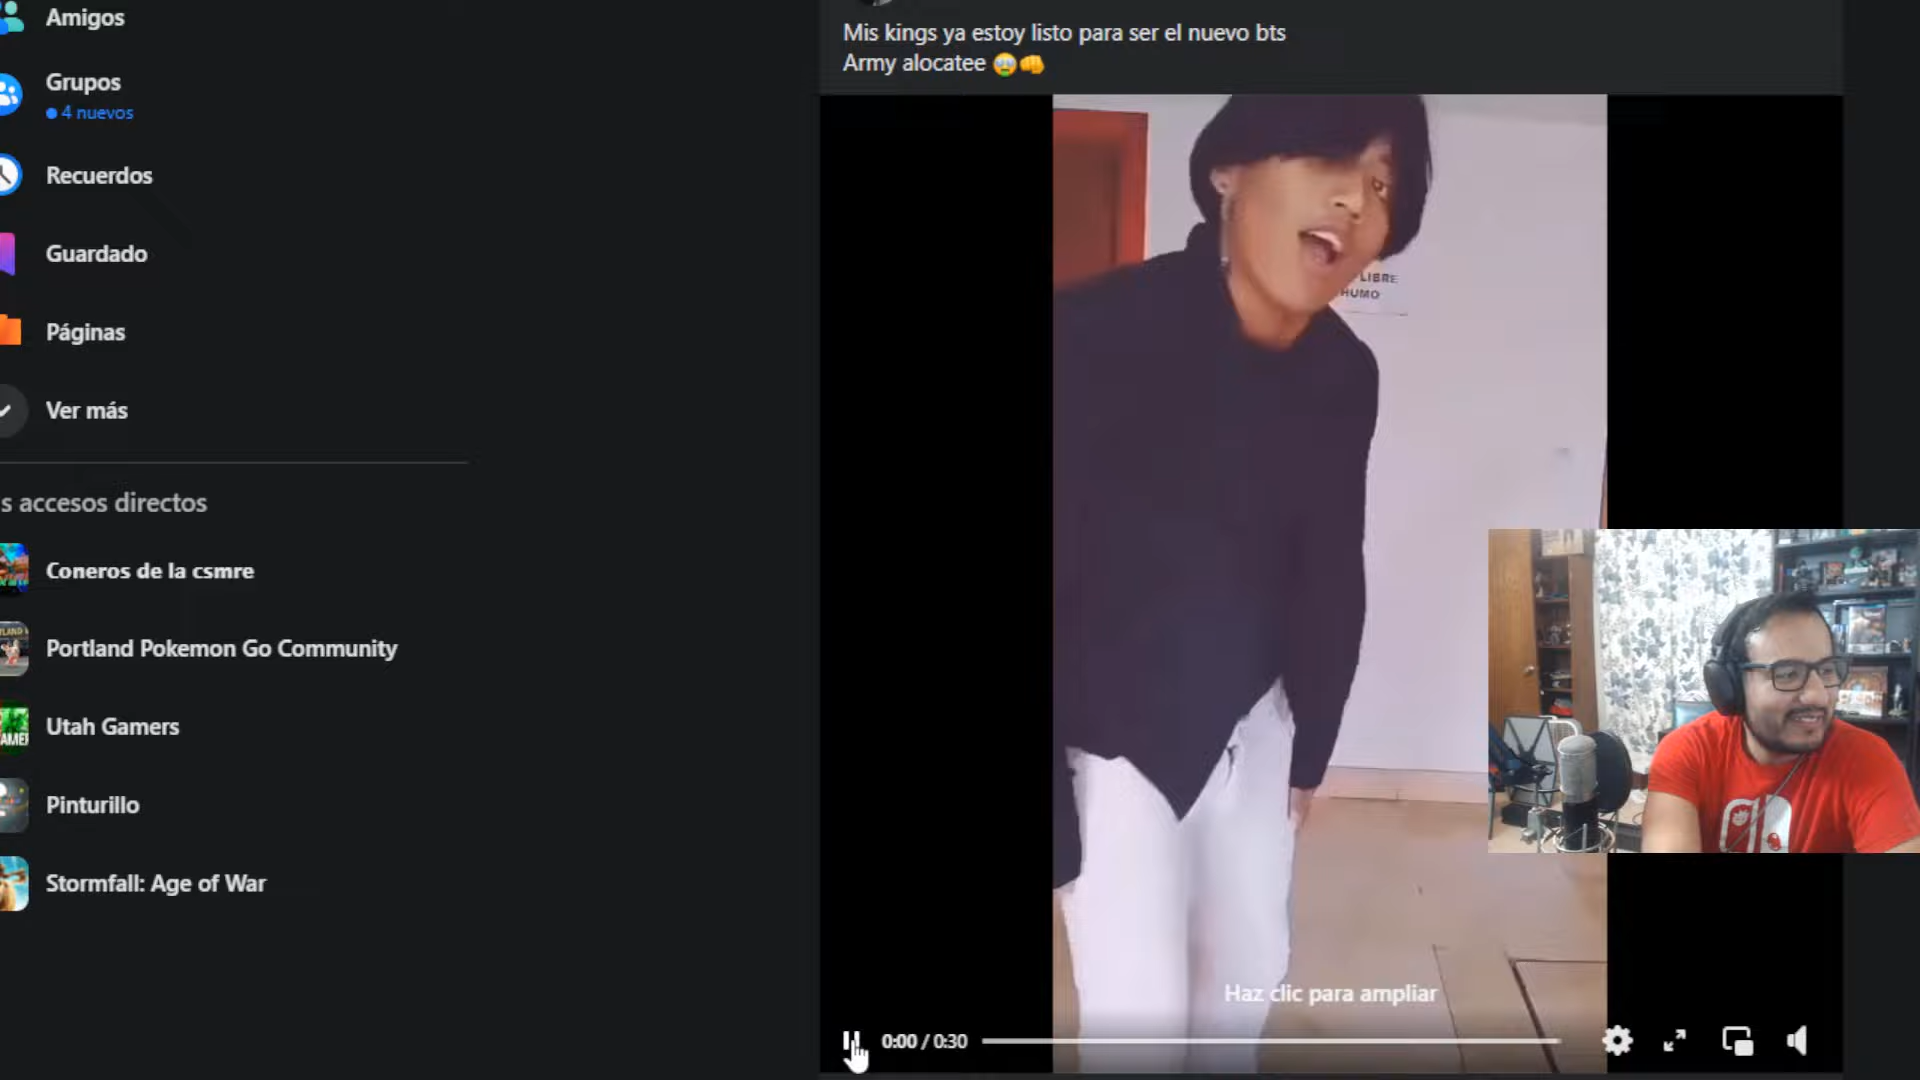 Amigos
Grupos
4 nuevos
Recuerdos
Guardado
Páginas
Ver más
s accesos directos
Coneros de la csmre
Portland Pokemon Go Community
Utah Gamers
Pinturillo
Stormfall: Age of War
Mis kings ya estoy listo para ser el nuevo bts
Army alocatee 🤮👊
LIBRE
HUMO
Haz clic para ampliar
0:00 / 0:30